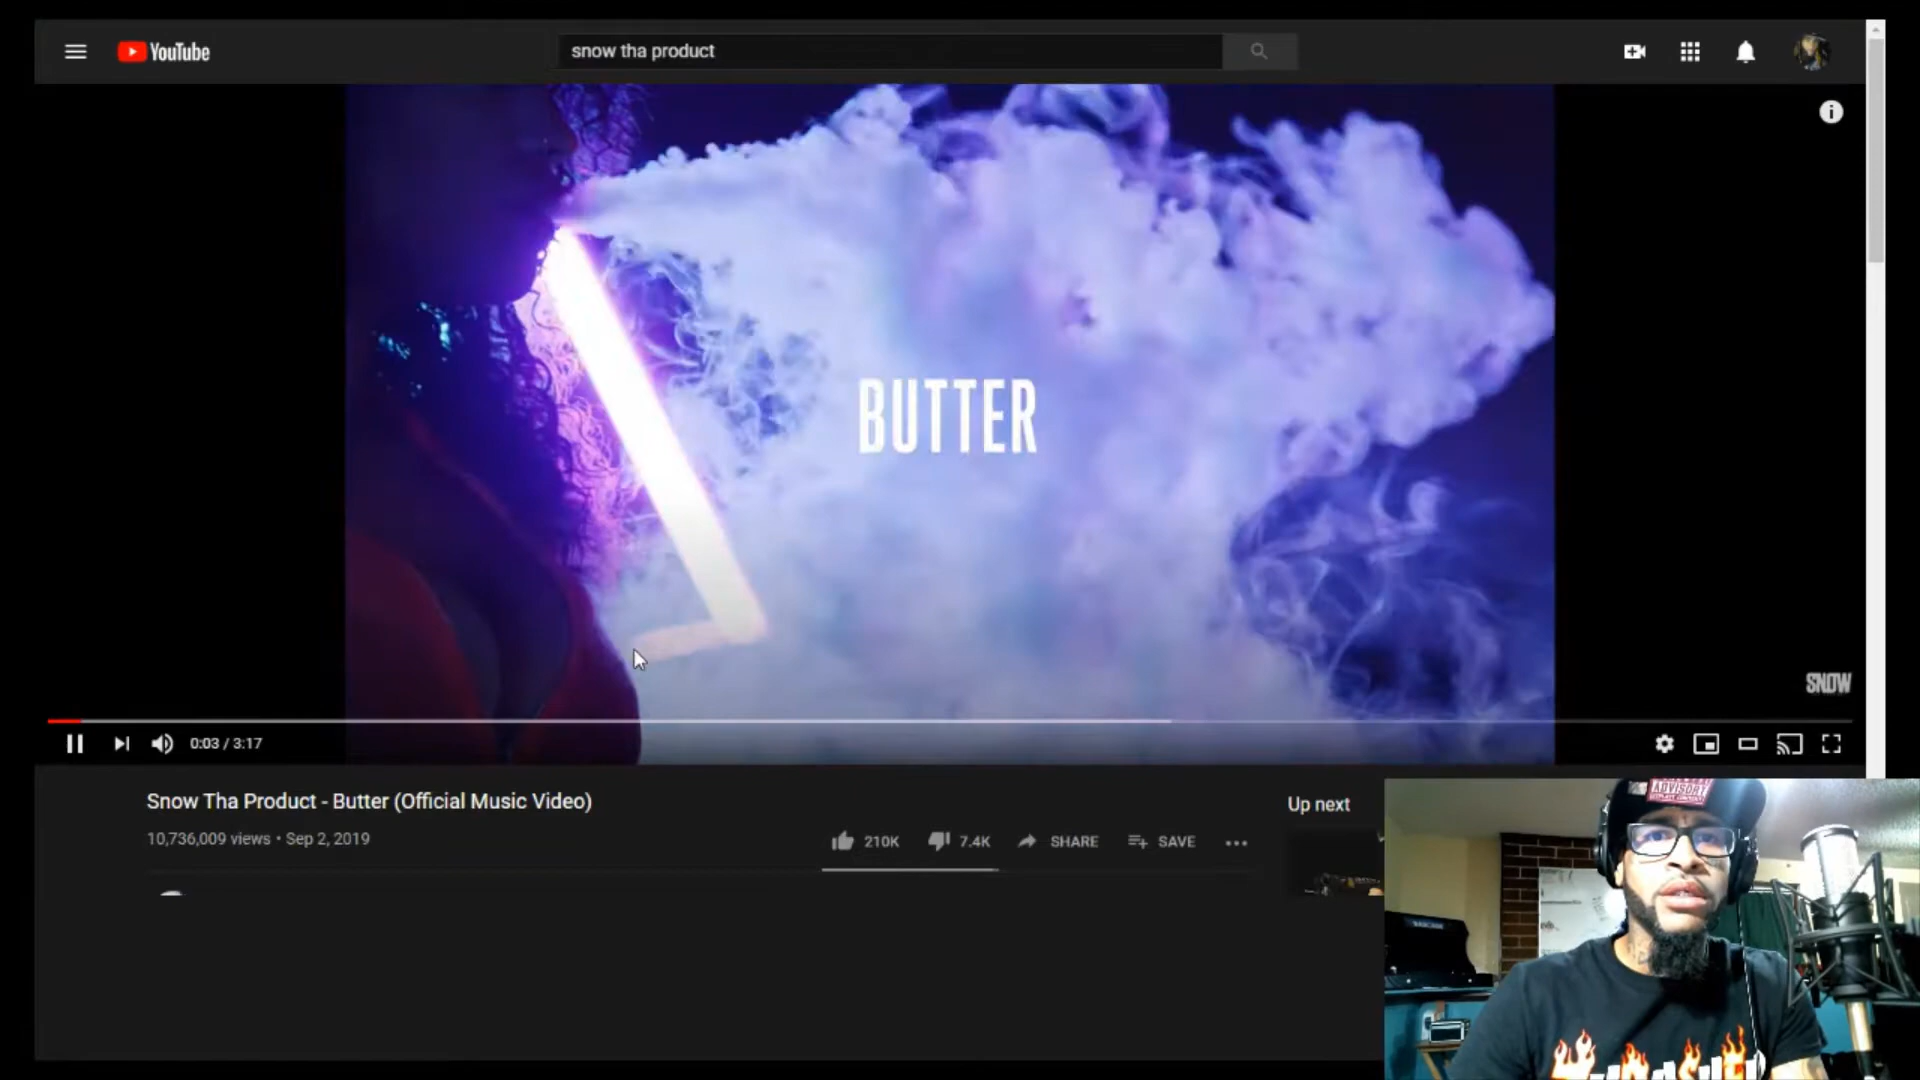 YouTube
snow tha product
BUTTER
SNOW
0:03 / 3:17
Snow Tha Product - Butter (Official Music Video)
10,736,009 views • Sep 2, 2019
210K
7.4K
SHARE
SAVE
Up next
ADVISORY